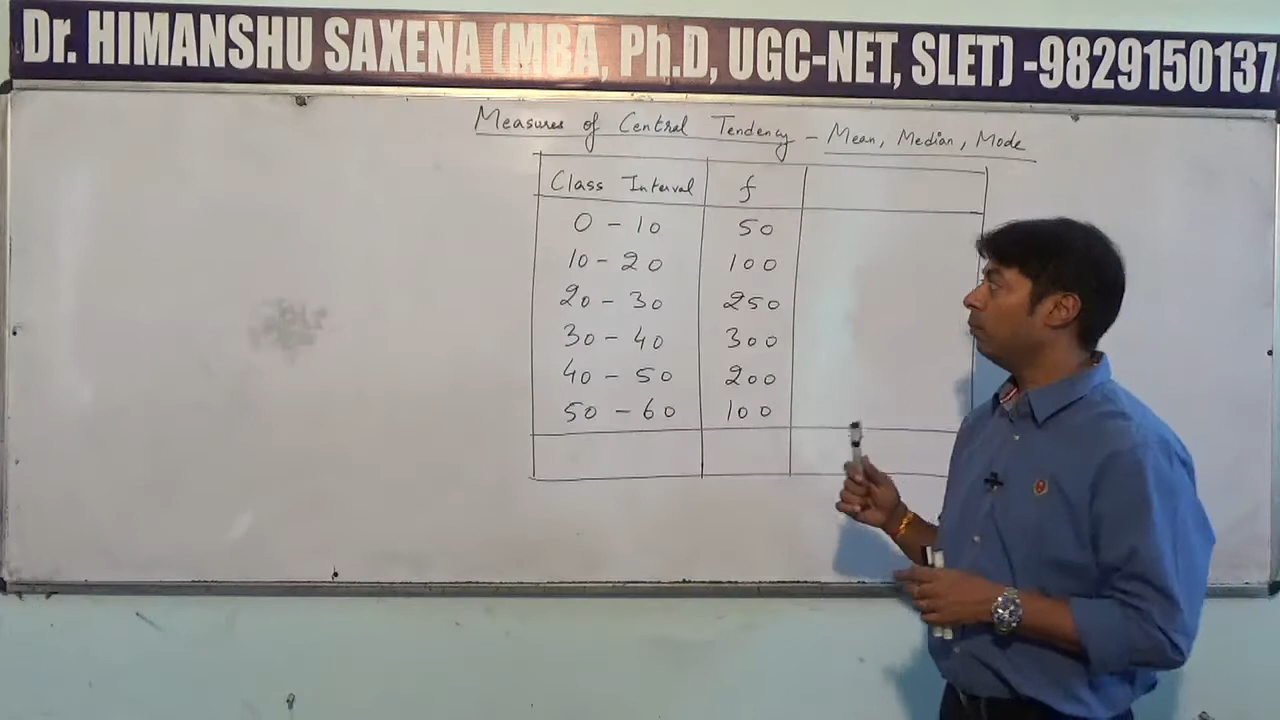 Dr. HIMANSHU SAXENA (MBA, Ph.D, UGC-NET, SLET) -9829150137
Measures of Central Tendency - Mean, Median, Mode
Class Interval f
0 - 10 50
10 - 20 100
20 - 30 250
30 - 40 300
40 - 50 200
50 - 60 100